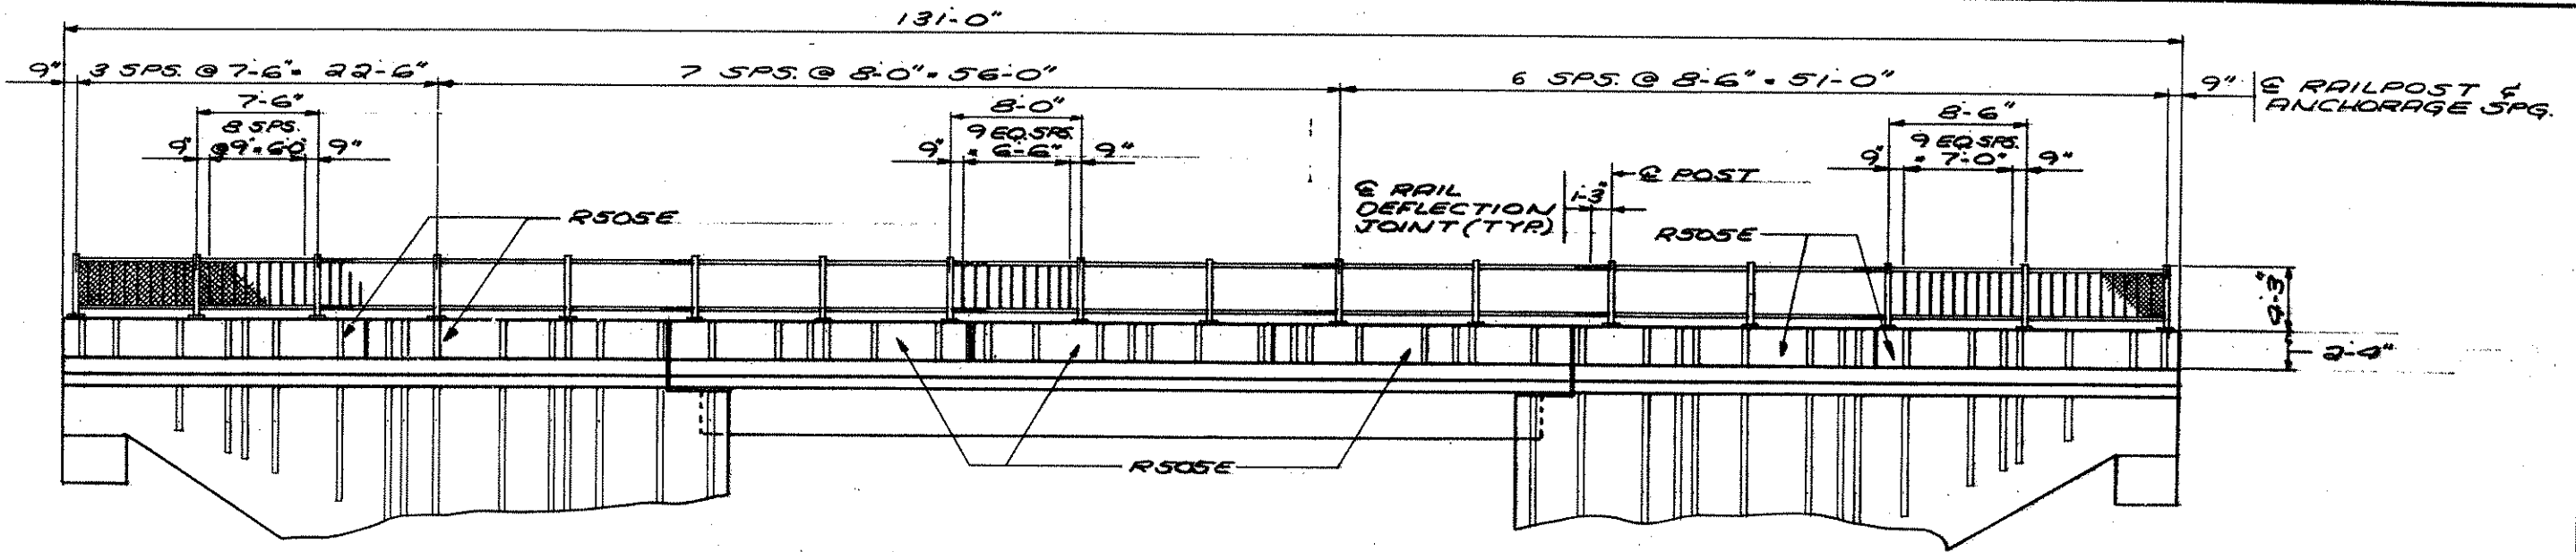 131'-0"
9" 3 SPS. @ 7'-6" = 22'-6" 7 SPS. @ 8'-0" = 56'-0" 6 SPS. @ 8'-6" = 51'-0" 9" ℄ RAILPOST &
ANCHORAGE SPG.
7'-6" 8'-0" 8'-6"
8 SPS. 9 EQ. SPS. 9 EQ. SPS.
9" @ 9" = 6'-0" 9" 9" = 6'-6" 9" 9" = 7'-0" 9"
℄ RAIL
DEFLECTION
JOINT (TYP.)
1'-3"
℄ POST
R505E
R505E
2'-4"
R505E